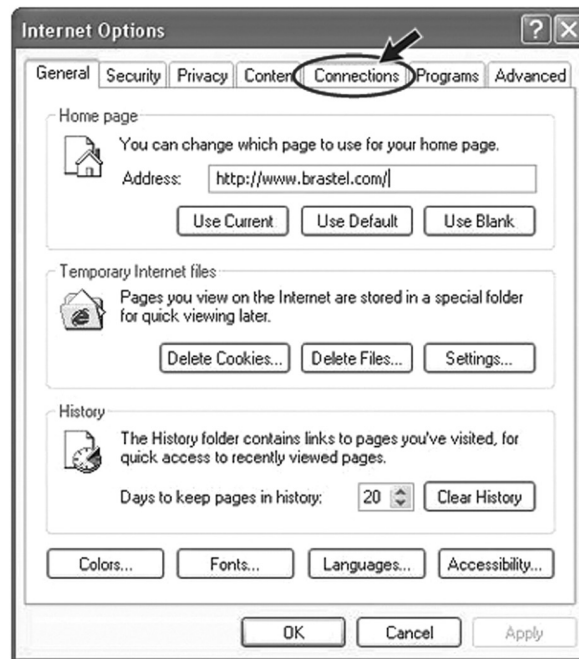 Internet Options
General Security Privacy Conten Connections Programs Advanced
Home page
You can change which page to use for your home page.
Address: http://www.brastel.com/
Use Current Use Default Use Blank
Temporary Internet files
Pages you view on the Internet are stored in a special folder
for quick viewing later.
Delete Cookies... Delete Files... Settings...
History
The History folder contains links to pages you've visited, for
quick access to recently viewed pages.
Days to keep pages in history: 20 Clear History
Colors... Fonts... Languages... Accessibility...
OK Cancel Apply